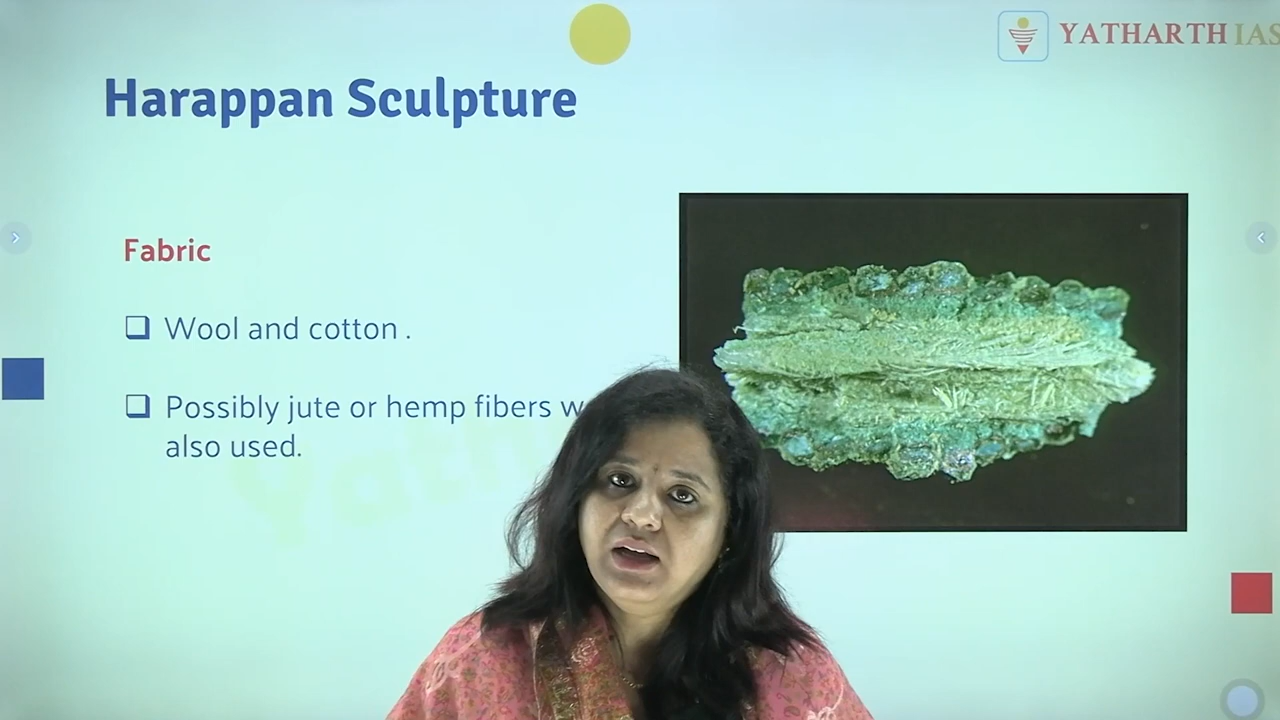 YATHARTH IAS
Harappan Sculpture
Fabric
Wool and cotton .
Possibly jute or hemp fibers
also used.